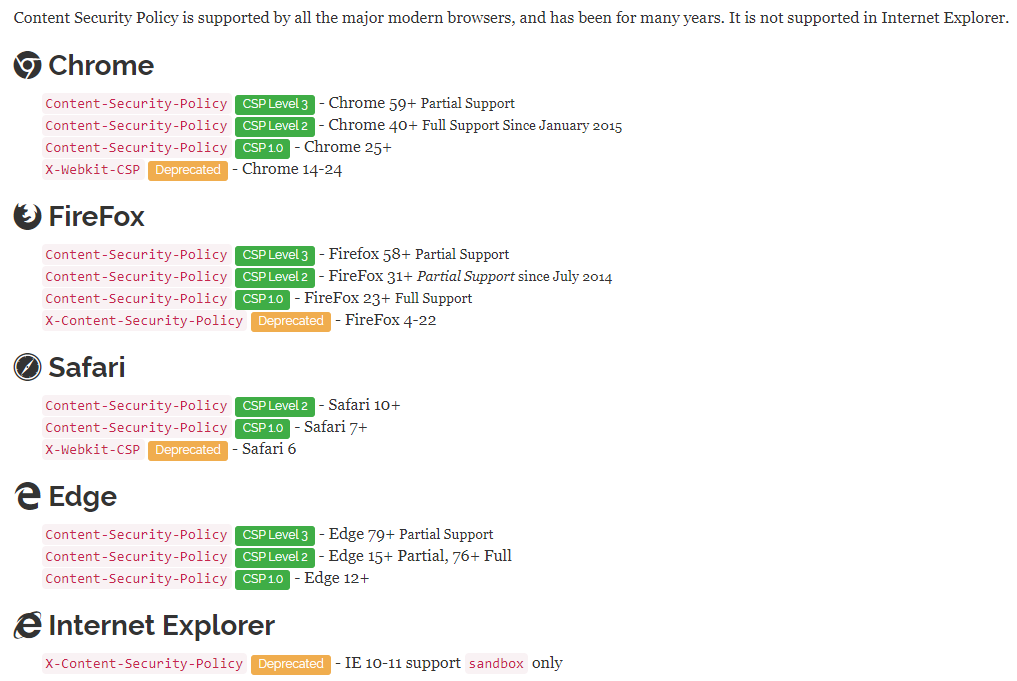 Content Security Policy is supported by all the major modern browsers, and has been for many years. It is not supported in Internet Explorer.
Chrome
Content-Security-Policy CSP Level 3 - Chrome 59+ Partial Support
Content-Security-Policy CSP Level 2 - Chrome 40+ Full Support Since January 2015
Content-Security-Policy CSP 1.0 - Chrome 25+
X-Webkit-CSP Deprecated - Chrome 14-24
FireFox
Content-Security-Policy CSP Level 3 - Firefox 58+ Partial Support
Content-Security-Policy CSP Level 2 - FireFox 31+ Partial Support since July 2014
Content-Security-Policy CSP 1.0 - FireFox 23+ Full Support
X-Content-Security-Policy Deprecated - FireFox 4-22
Safari
Content-Security-Policy CSP Level 2 - Safari 10+
Content-Security-Policy CSP 1.0 - Safari 7+
X-Webkit-CSP Deprecated - Safari 6
Edge
Content-Security-Policy CSP Level 3 - Edge 79+ Partial Support
Content-Security-Policy CSP Level 2 - Edge 15+ Partial, 76+ Full
Content-Security-Policy CSP 1.0 - Edge 12+
Internet Explorer
X-Content-Security-Policy Deprecated - IE 10-11 support sandbox only